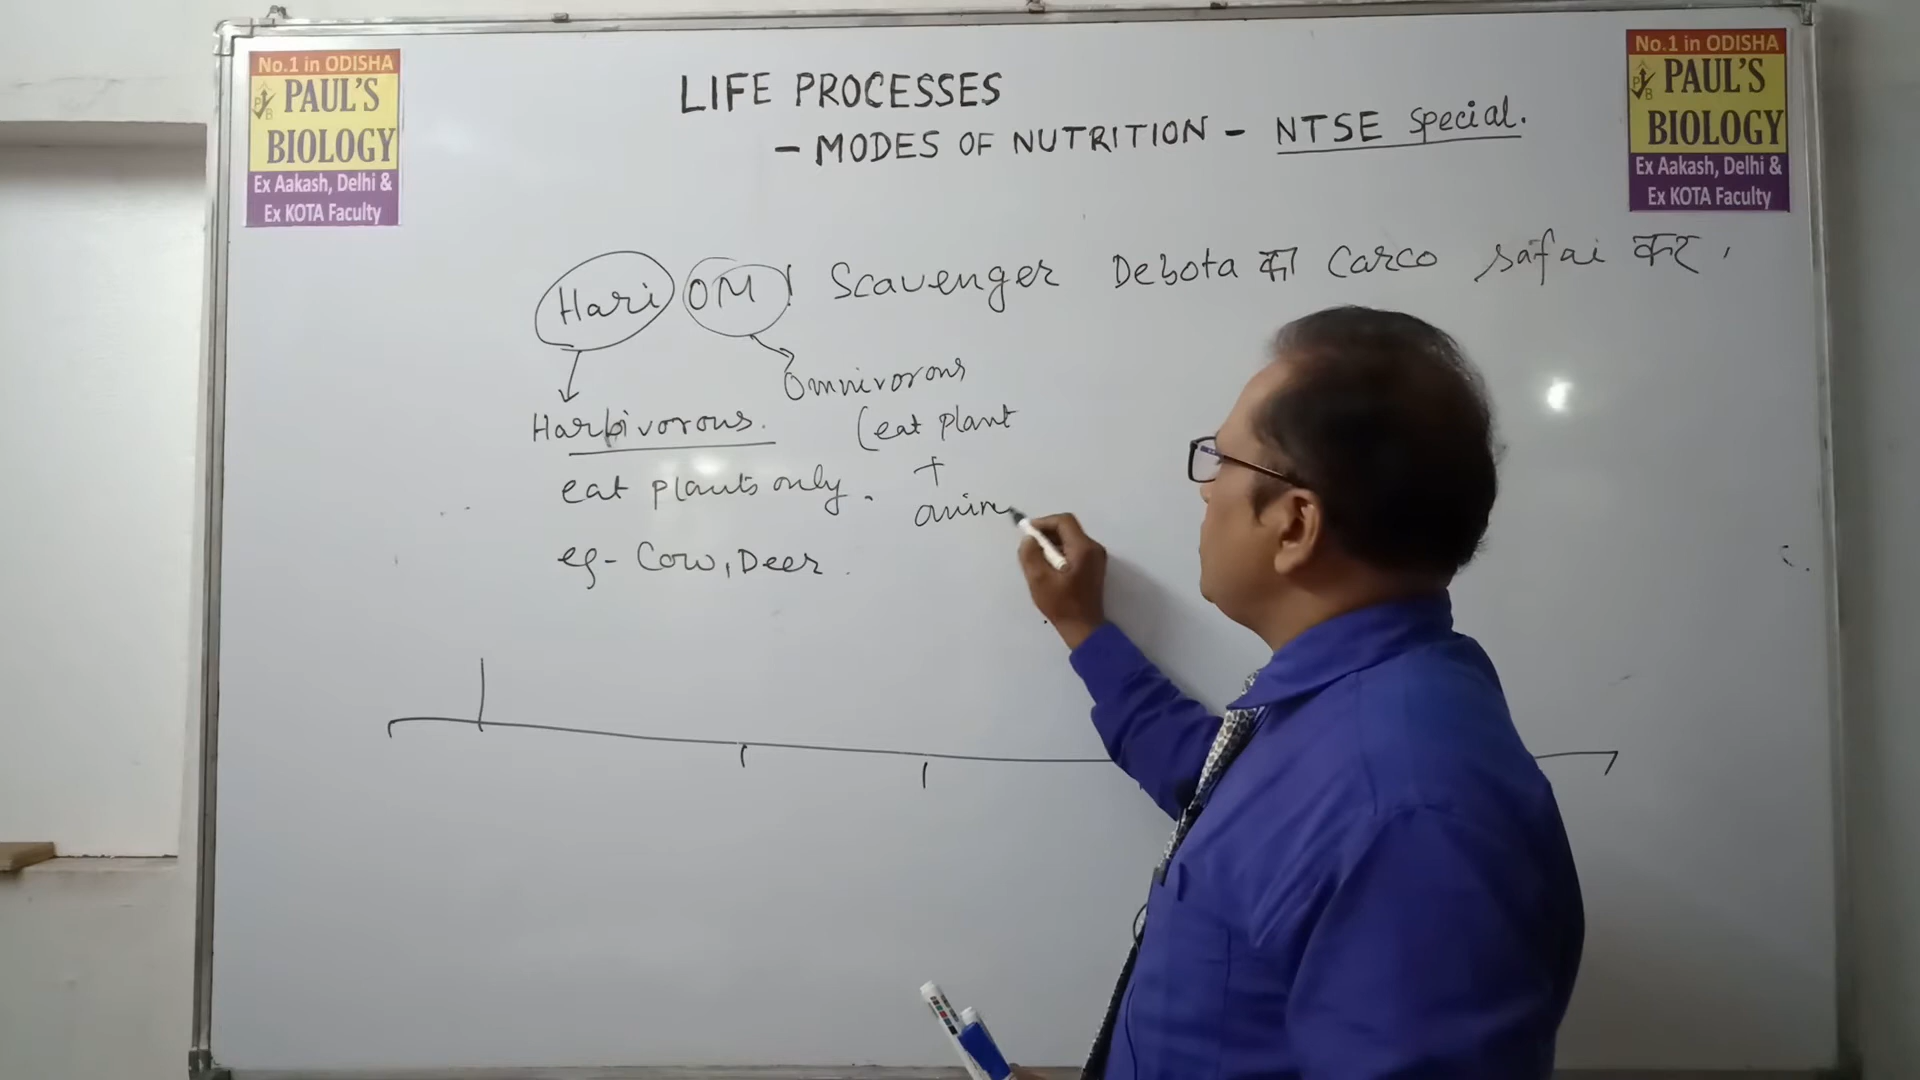 No.1 in ODISHA
PAUL'S
BIOLOGY
Ex Aakash, Delhi &
Ex KOTA Faculty
LIFE PROCESSES
- MODES OF NUTRITION - NTSE Special.
No.1 in ODISHA
PAUL'S
BIOLOGY
Ex Aakash, Delhi &
Ex KOTA Faculty
Hari OM! Scavenger Debota का Carco safai कर,
Omnivorous
Harbivorous.
(eat plant
+
anim
eat plants only.
eg- Cow, Deer.